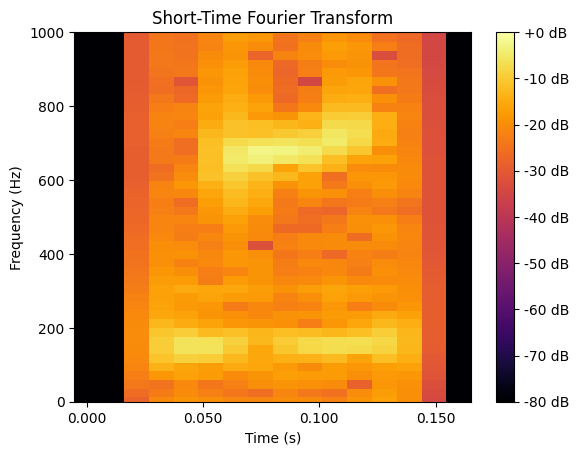 Short-Time Fourier Transform
1000
800
600
400
200
0
Frequency (Hz)
0.000
0.050
0.100
0.150
Time (s)
+0 dB
-10 dB
-20 dB
-30 dB
-40 dB
-50 dB
-60 dB
-70 dB
-80 dB